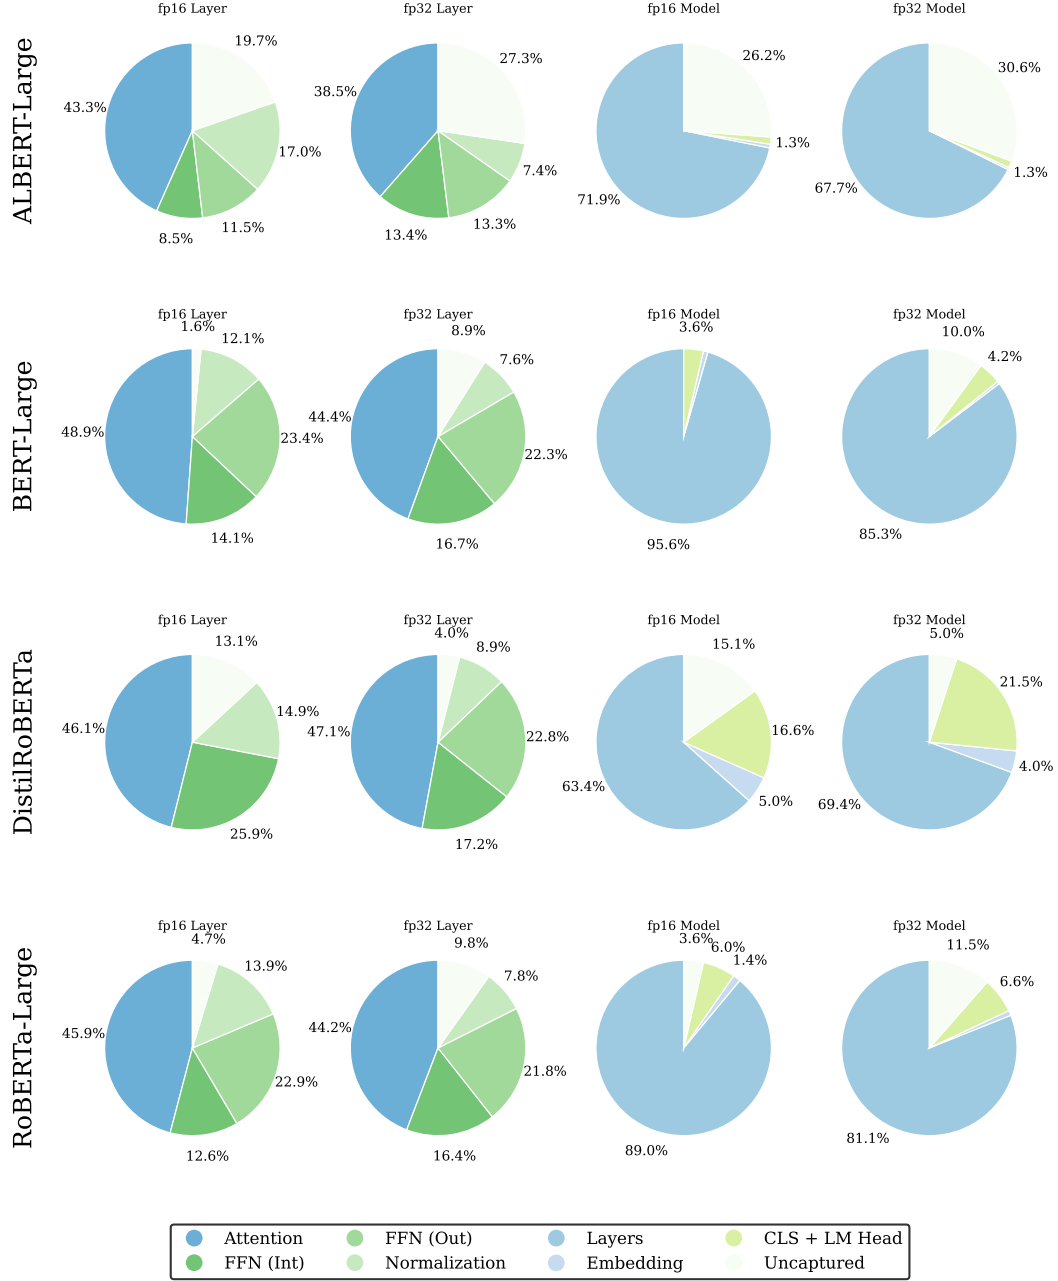 fp16 Layer
fp32 Layer
fp16 Model
fp32 Model
ALBERT-Large
19.7%
43.3%
17.0%
11.5%
8.5%
27.3%
38.5%
7.4%
13.3%
13.4%
26.2%
1.3%
71.9%
30.6%
1.3%
67.7%
fp16 Layer
fp32 Layer
fp16 Model
fp32 Model
BERT-Large
1.6%
12.1%
48.9%
23.4%
14.1%
8.9%
7.6%
44.4%
22.3%
16.7%
3.6%
95.6%
10.0%
4.2%
85.3%
fp16 Layer
fp32 Layer
fp16 Model
fp32 Model
DistilRoBERTa
13.1%
46.1%
14.9%
25.9%
4.0%
8.9%
47.1%
22.8%
17.2%
15.1%
16.6%
63.4%
5.0%
5.0%
21.5%
4.0%
69.4%
fp16 Layer
fp32 Layer
fp16 Model
fp32 Model
RoBERTa-Large
4.7%
13.9%
45.9%
22.9%
12.6%
9.8%
7.8%
44.2%
21.8%
16.4%
3.6%
6.0%
1.4%
89.0%
11.5%
6.6%
81.1%
Attention
FFN (Out)
Layers
CLS + LM Head
FFN (Int)
Normalization
Embedding
Uncaptured